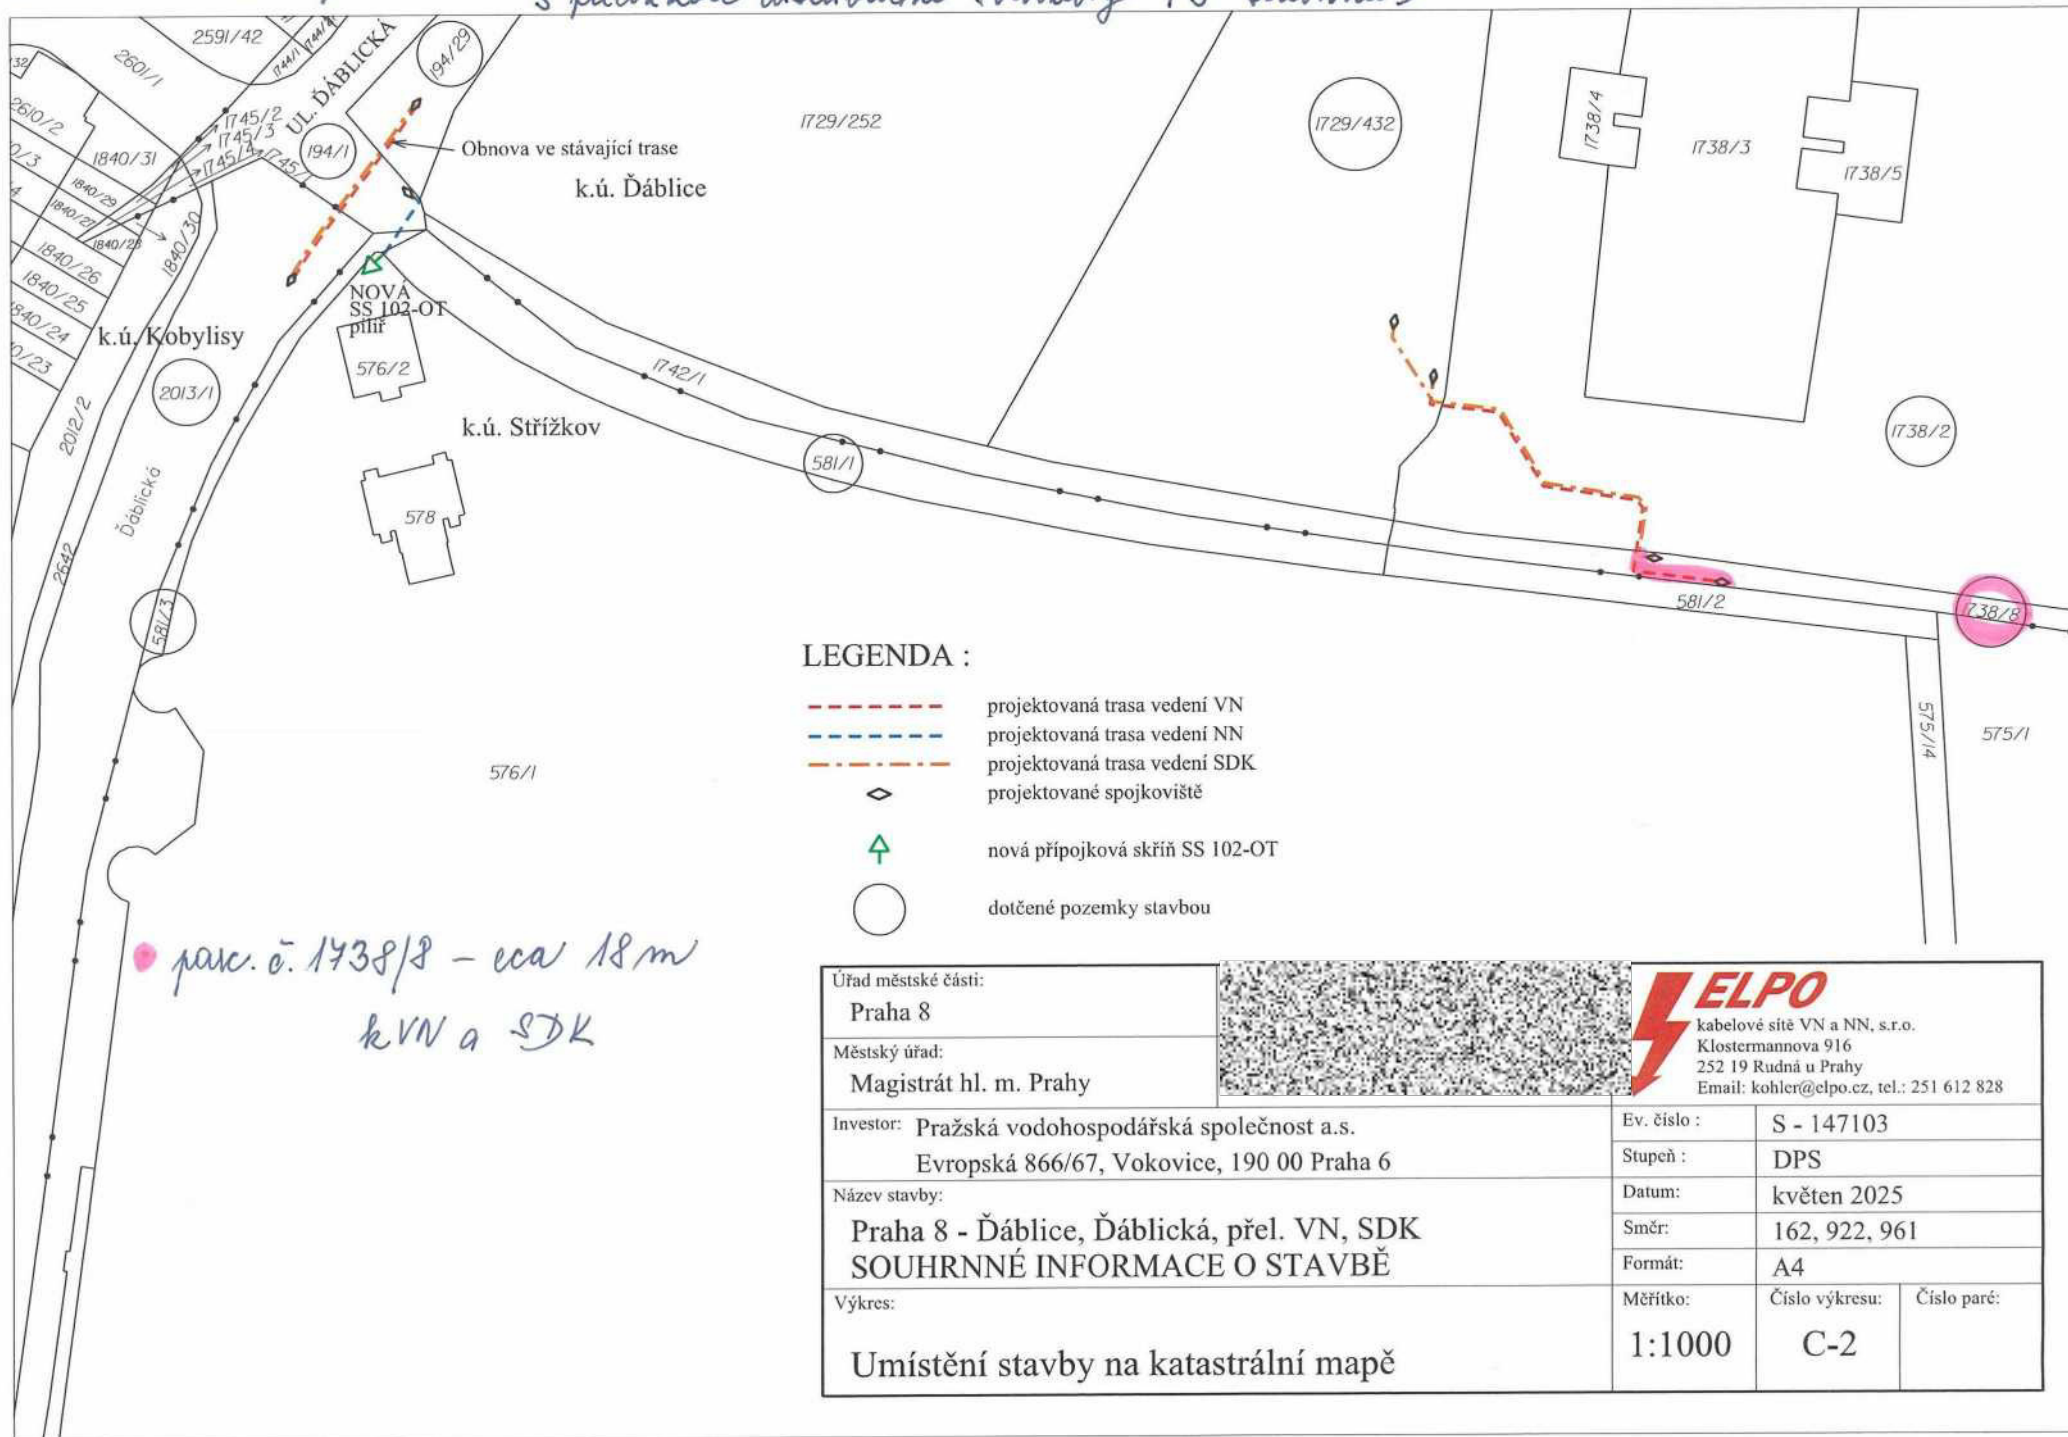 2591/42
1744/1
194/29
2601/1
UL. ĎÁBLICKÁ
32
2610/2
1745/2
1745/3
1745/4
194/1
1840/31
1840/29
1840/27
1840/28
1840/30
1840/26
1840/25
1840/24
Obnova ve stávající trase
k.ú. Ďáblice
1729/252
1729/432
1738/4
1738/3
1738/5
NOVÁ
SS 102-OT
pilíř
k.ú. Kobylisy
576/2
2013/1
1742/1
2012/2
k.ú. Střížkov
1738/2
581/1
Ďáblická
578
2642
581/3
581/2
1738/8
575/14
575/1
576/1
LEGENDA :
projektovaná trasa vedení VN
projektovaná trasa vedení NN
projektovaná trasa vedení SDK
projektované spojkoviště
nová přípojková skříň SS 102-OT
dotčené pozemky stavbou
parc. č. 1738/8 – cca 18 m
kVN a SDK
Úřad městské části:
Praha 8
Městský úřad:
Magistrát hl. m. Prahy
ELPO
kabelové sítě VN a NN, s.r.o.
Klostermannova 916
252 19 Rudná u Prahy
Email: kohler@elpo.cz, tel.: 251 612 828
Investor: Pražská vodohospodářská společnost a.s.
Evropská 866/67, Vokovice, 190 00 Praha 6
Ev. číslo : S - 147103
Stupeň : DPS
Název stavby:
Praha 8 - Ďáblice, Ďáblická, přel. VN, SDK
SOUHRNNÉ INFORMACE O STAVBĚ
Datum: květen 2025
Směr: 162, 922, 961
Formát: A4
Výkres:
Umístění stavby na katastrální mapě
Měřítko: 1:1000
Číslo výkresu: C-2
Číslo paré: